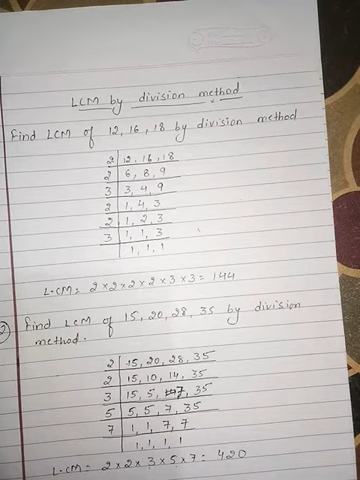 LCM by division method
Find LCM of 12, 16, 18 by division method
2 | 12, 16, 18
2 | 6, 8, 9
3 | 3, 4, 9
2 | 1, 4, 3
2 | 1, 2, 3
3 | 1, 1, 3
1, 1, 1
L.CM = 2×2×2×2×3×3 = 144
② Find LCM of 15, 20, 28, 35 by division
method.
2 | 15, 20, 28, 35
2 | 15, 10, 14, 35
3 | 15, 5, 7, 35
5 | 5, 5, 7, 35
7 | 1, 1, 7, 7
1, 1, 1, 1
L.CM = 2×2×3×5×7 = 420